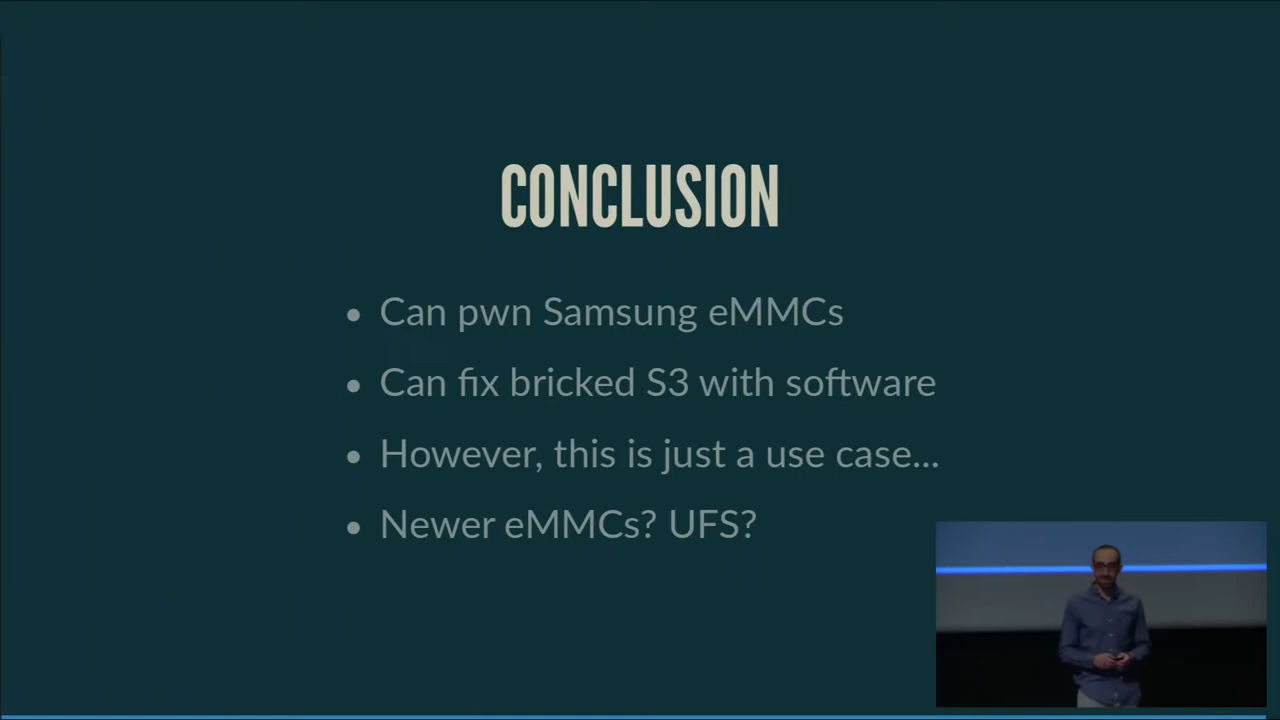 CONCLUSION
Can pwn Samsung eMMCs
Can fix bricked S3 with software
However, this is just a use case...
Newer eMMCs? UFS?